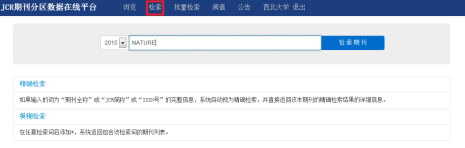 JCR期刊分区数据在线平台 浏览 检索 批量检索 阈值 公告 西北大学 退出
2015 NATURE 检索期刊
精确检索
如果输入的词为“期刊全称”或“JCR简称”或“ISSN号”的完整信息,系统自动视为精确检索,并直接返回该本期刊的精确检索结果的详细信息。
模糊检索
在任意检索词后添加*,系统返回包含该检索词的期刊列表。